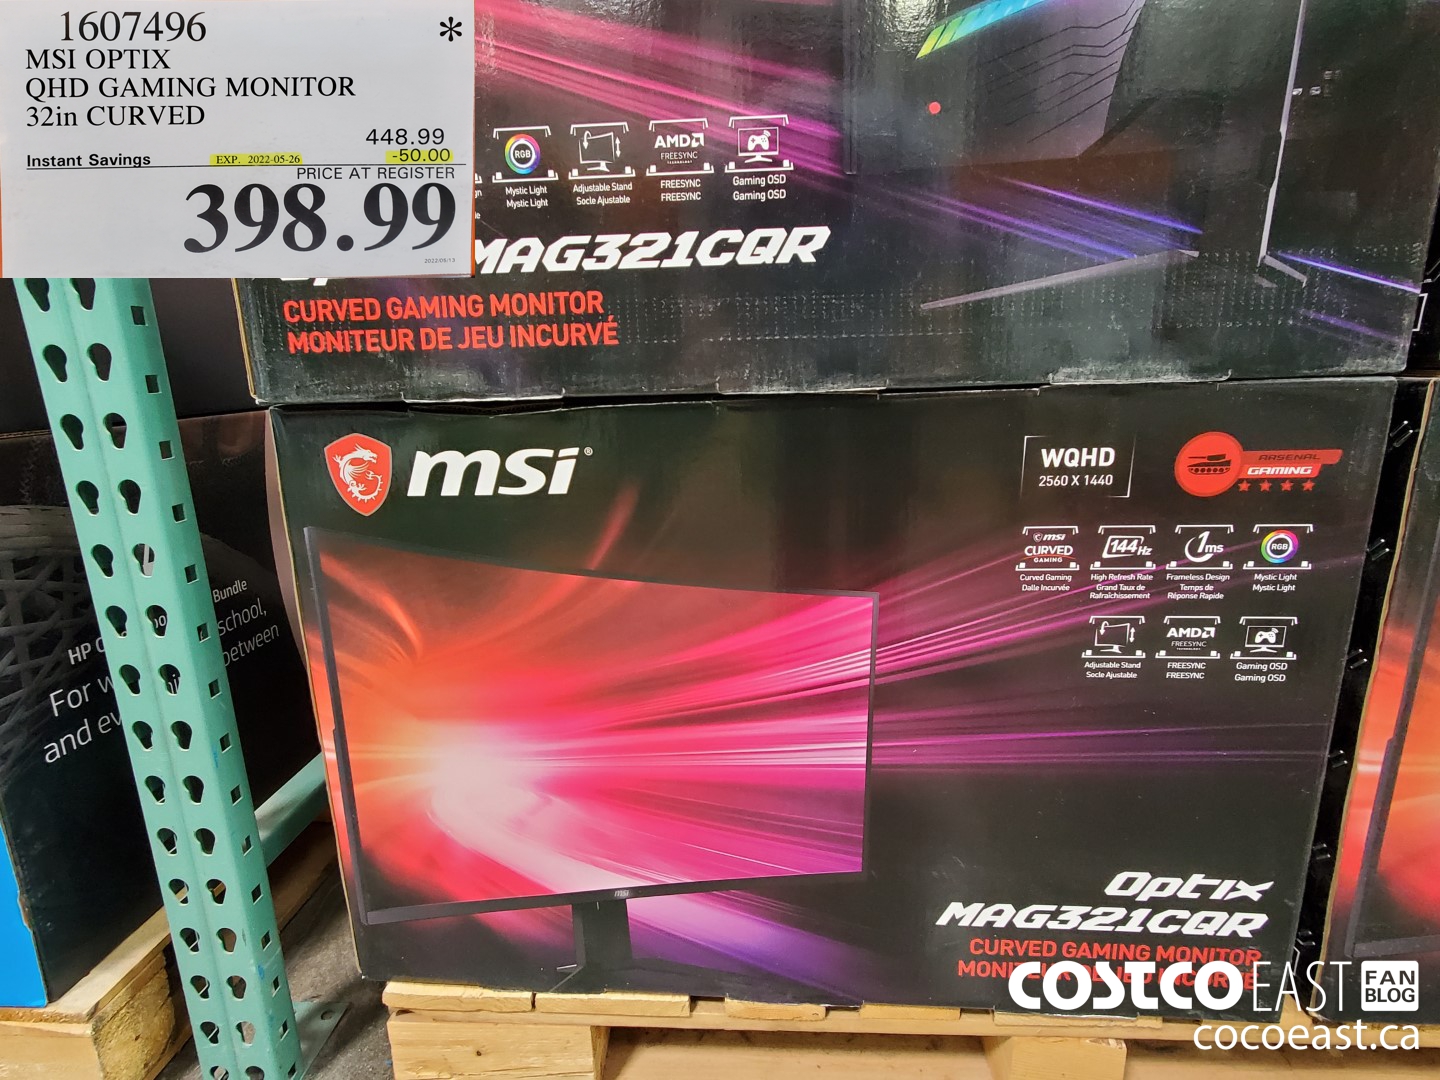 1607496 *
MSI OPTIX
QHD GAMING MONITOR
32in CURVED
448.99
Instant Savings EXP. 2022-05-26 -50.00
PRICE AT REGISTER
398.99
RGB
AMD
FREESYNC
Mystic Light
Mystic Light
Adjustable Stand
Socle Ajustable
FREESYNC
FREESYNC
Gaming OSD
Gaming OSD
MAG321CQR
CURVED GAMING MONITOR
MONITEUR DE JEU INCURVÉ
msi®
WQHD
2560 X 1440
ARSENAL
GAMING
msi
CURVED
GAMING
144Hz
1ms
RGB
Curved Gaming
Dalle Incurvée
High Refresh Rate
Grand Taux de
Rafraîchissement
Frameless Design
Temps de
Réponse Rapide
Mystic Light
Mystic Light
AMD
FREESYNC
Adjustable Stand
Socle Ajustable
FREESYNC
FREESYNC
Gaming OSD
Gaming OSD
msi
Optix
MAG321CQR
CURVED GAMING MONITOR
Bundle
HP
school,
For
between
and
COSTCO EAST FAN BLOG
cocoeast.ca